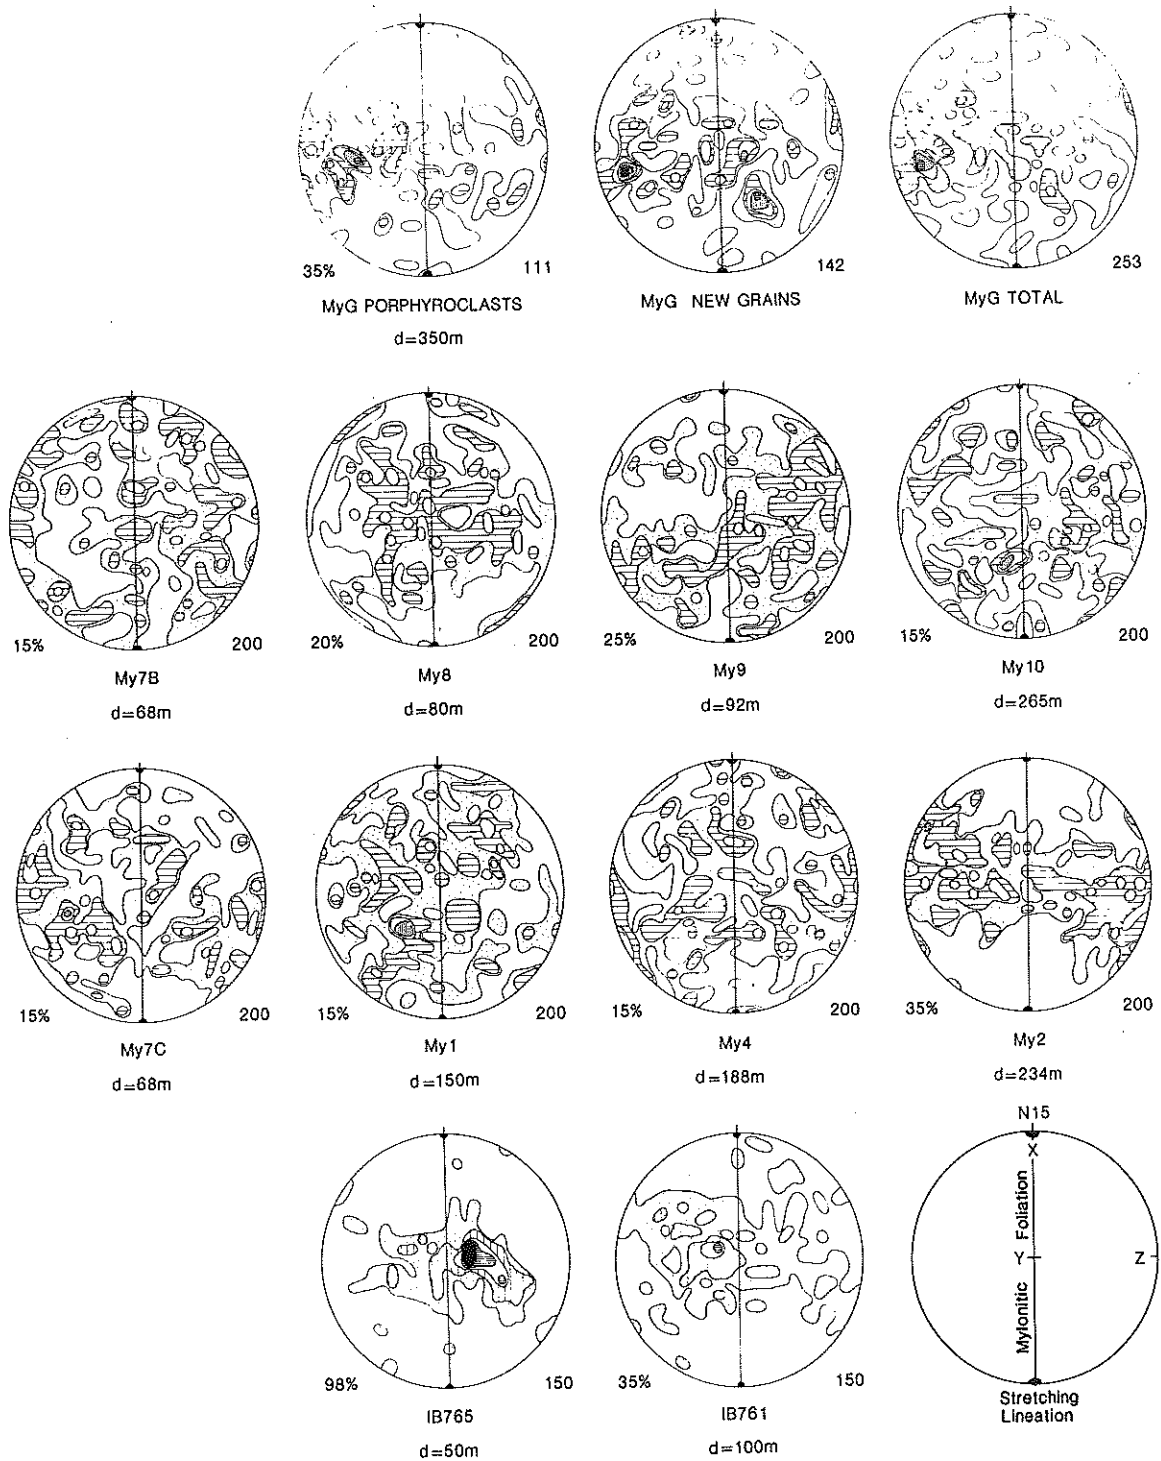 35% 111
MyG PORPHYROCLASTS
d=350m
142
MyG NEW GRAINS
253
MyG TOTAL
15% 200
My7B
d=68m
20% 200
My8
d=80m
25% 200
My9
d=92m
15% 200
My10
d=265m
15% 200
My7C
d=68m
15% 200
My1
d=150m
15% 200
My4
d=188m
35% 200
My2
d=234m
98% 150
IB765
d=50m
35% 150
IB761
d=100m
N15
X
Mylonitic Foliation
Y
Z
Stretching
Lineation